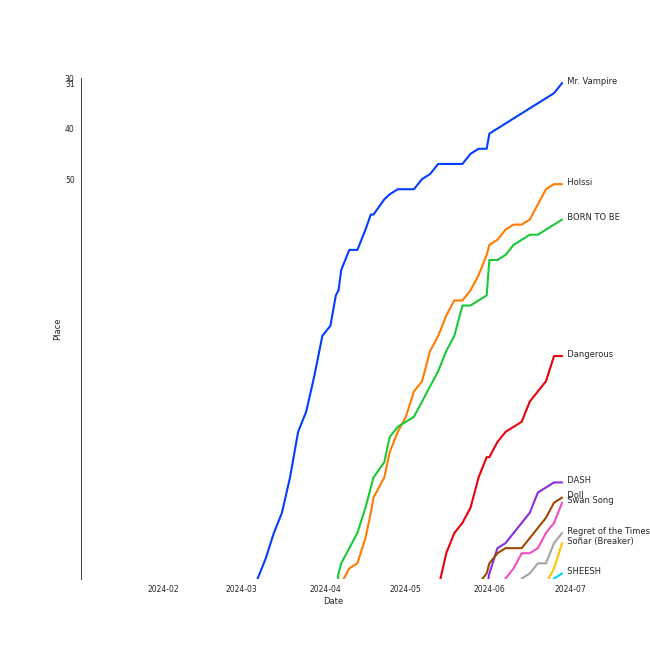 30
31
40
50
Place
Mr. Vampire
Holssi
BORN TO BE
Dangerous
DASH
Doll
Swan Song
Regret of the Times
Soñar (Breaker)
SHEESH
2024-02
2024-03
2024-04
2024-05
2024-06
2024-07
Date